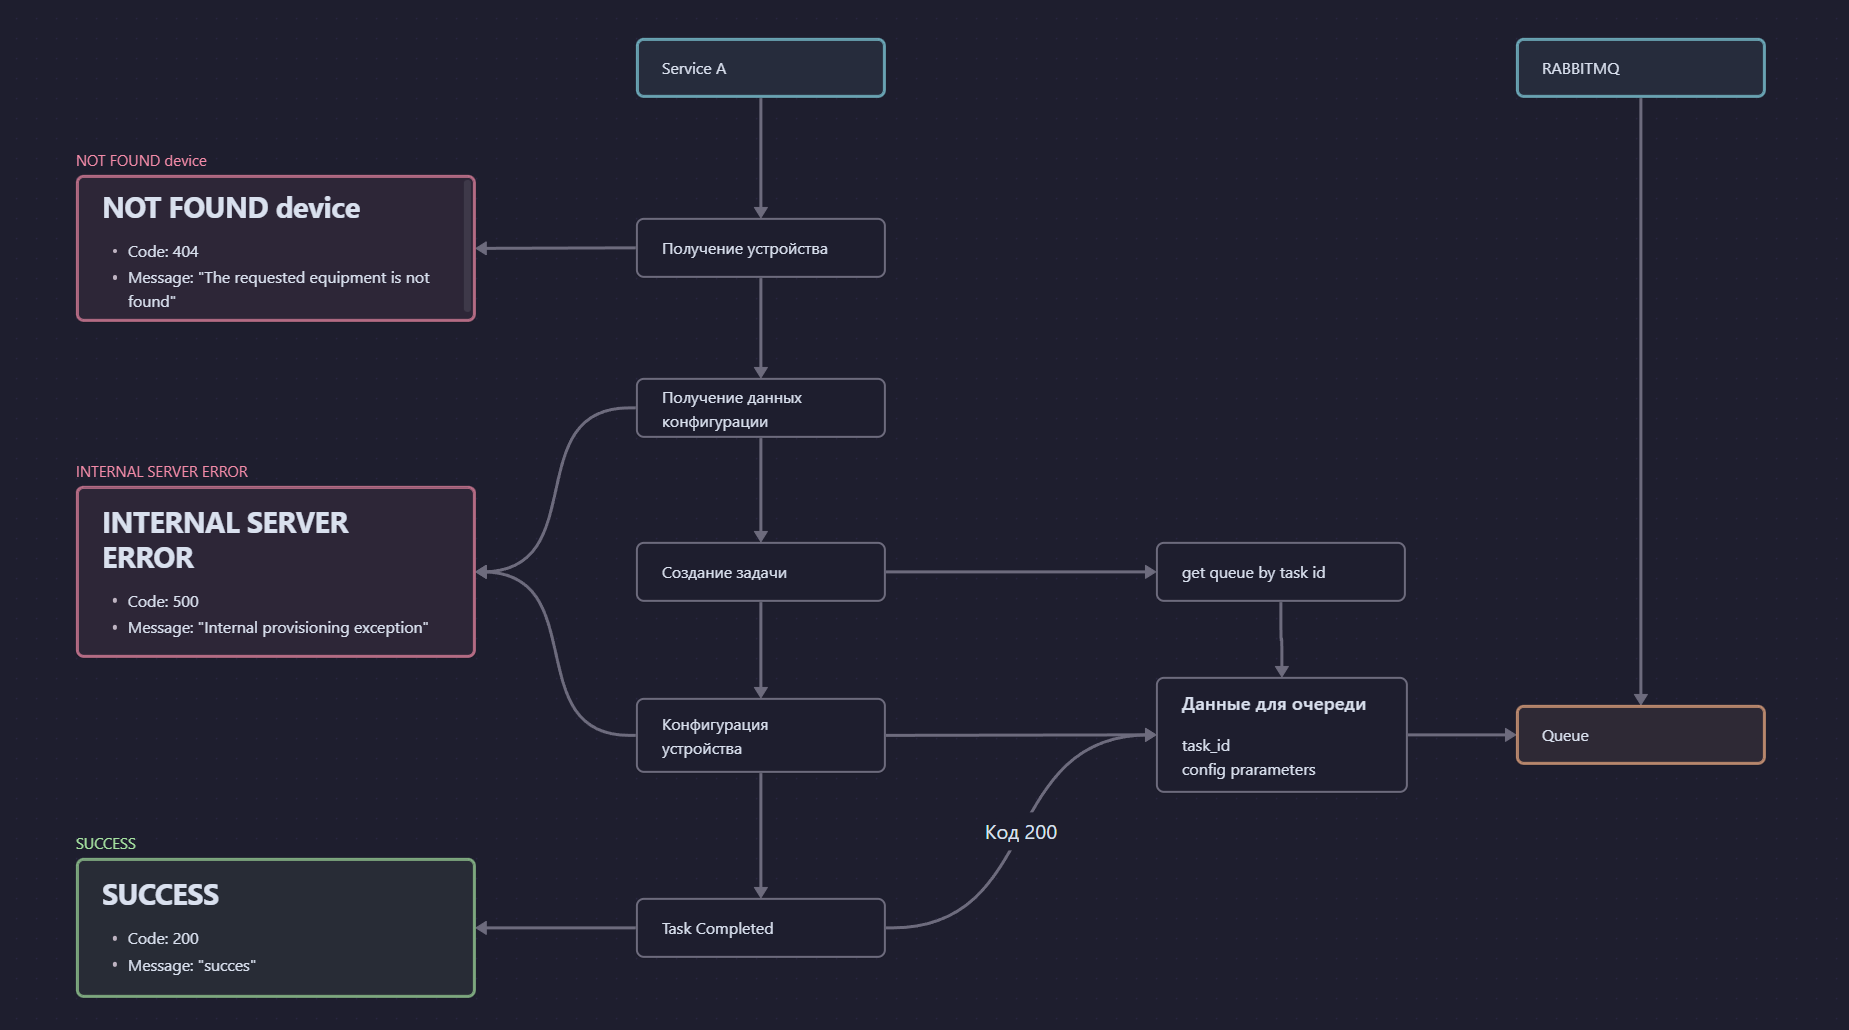 Service A
RABBITMQ
NOT FOUND device
NOT FOUND device
• Code: 404
• Message: "The requested equipment is not
found"
Получение устройства
Получение данных
конфигурации
INTERNAL SERVER ERROR
INTERNAL SERVER
ERROR
• Code: 500
• Message: "Internal provisioning exception"
Создание задачи
get queue by task id
Конфигурация
устройства
Данные для очереди
task_id
config prarameters
Queue
Код 200
SUCCESS
SUCCESS
• Code: 200
• Message: "succes"
Task Completed